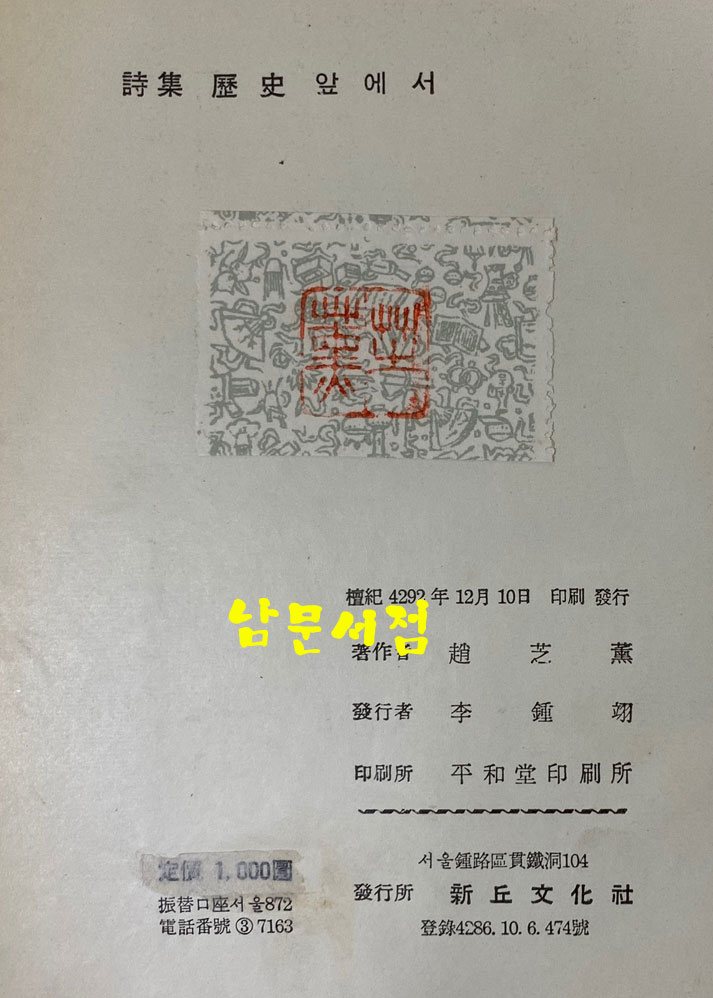 詩集 歷史 앞에서
檀紀 4292年 12月 10日 印刷 發行
남문서점
著作者 趙芝薰
發行者 李鍾翊
印刷所 平和堂印刷所
定價 1,000圜
振替口座서울872
電話番號 ③ 7163
서울鍾路區貫鐵洞104
發行所 新丘文化社
登錄4286.10.6.474號